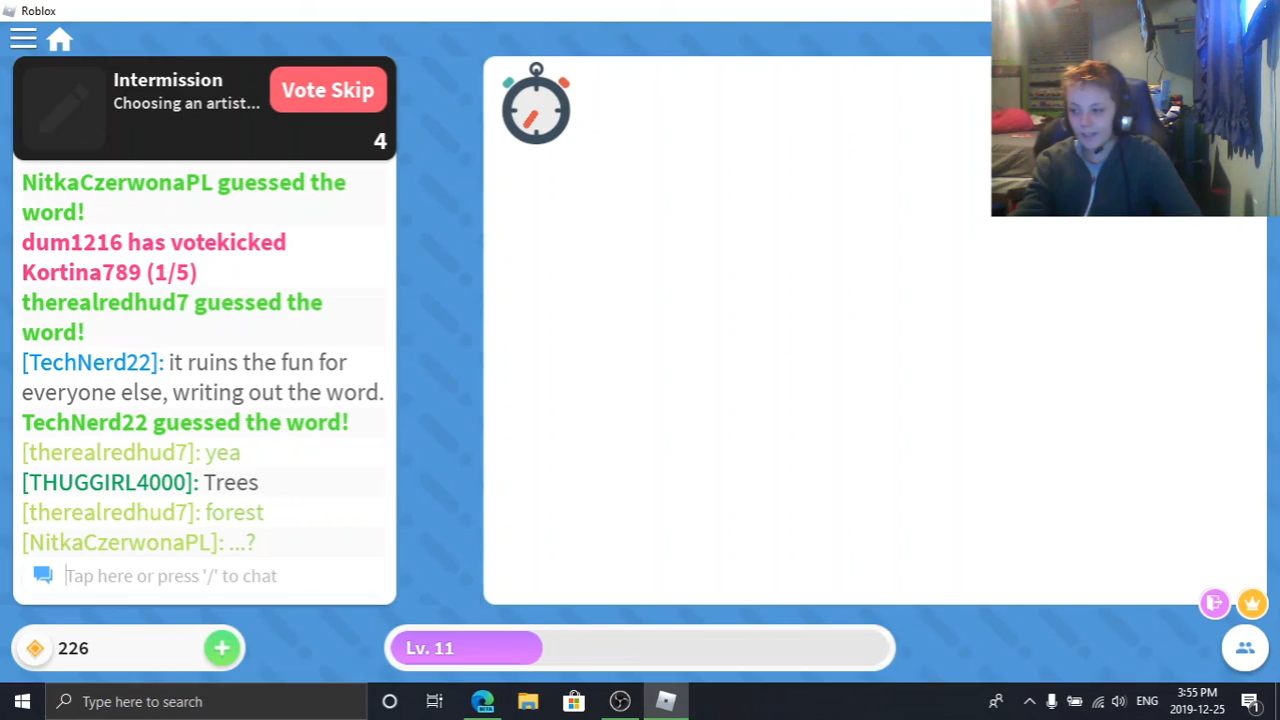 Roblox
Intermission
Choosing an artist...
Vote Skip
4
NitkaCzerwonaPL guessed the
word!
dum1216 has votekicked
Kortina789 (1/5)
therealredhud7 guessed the
word!
[TechNerd22]: it ruins the fun for
everyone else, writing out the word.
TechNerd22 guessed the word!
[therealredhud7]: yea
[THUGGIRL4000]: Trees
[therealredhud7]: forest
[NitkaCzerwonaPL]: ...?
Tap here or press '/' to chat
226
Lv. 11
Type here to search
BETA
ENG
3:55 PM
2019-12-25
1